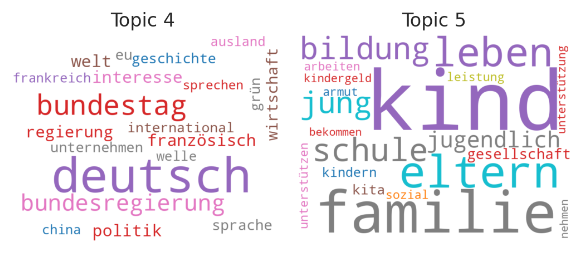 Topic 4
ausland
welt eu geschichte
frankreich interesse sprechen
bundestag grün wirtschaft
regierung international französisch
unternehmen welle
deutsch
bundesregierung
china politik sprache
Topic 5
bildung leben
arbeiten kindergeld leistung unterstützung
armut
jung kind
bekommen
schule jugendlich
gesellschaft
unterstützen kindern eltern
kita sozial
familie nehmen